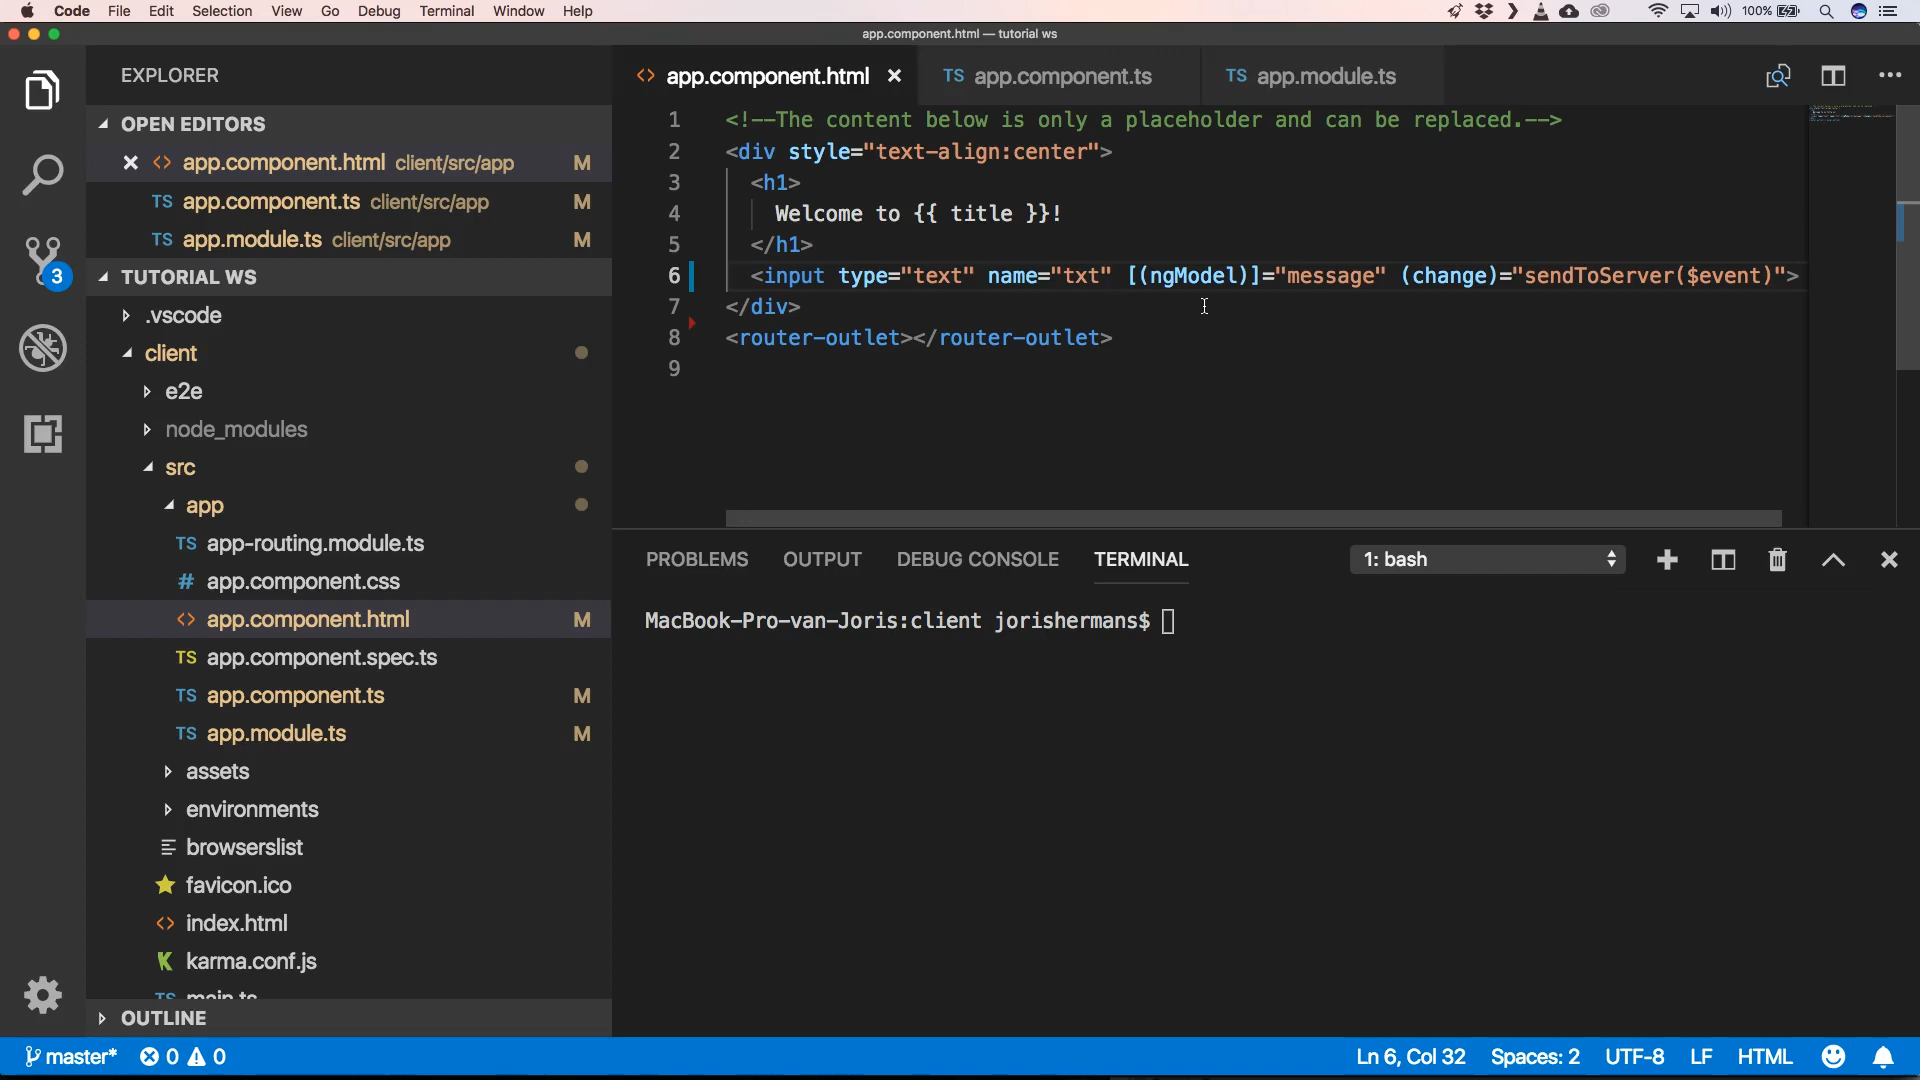 Code File Edit Selection View Go Debug Terminal Window Help 100%
app.component.html — tutorial ws
EXPLORER
OPEN EDITORS
app.component.html client/src/app M
TS app.component.ts client/src/app M
TS app.module.ts client/src/app M
TUTORIAL WS
3
.vscode
client
e2e
node_modules
src
app
TS app-routing.module.ts
# app.component.css
<> app.component.html M
TS app.component.spec.ts
TS app.component.ts M
TS app.module.ts M
assets
environments
browserslist
favicon.ico
<> index.html
karma.conf.js
TS main.ts
OUTLINE
<> app.component.html TS app.component.ts TS app.module.ts
1 <!--The content below is only a placeholder and can be replaced.-->
2 <div style="text-align:center">
3 <h1>
4 Welcome to {{ title }}!
5 </h1>
6 <input type="text" name="txt" [(ngModel)]="message" (change)="sendToServer($event)">
7 </div>
8 <router-outlet></router-outlet>
9
PROBLEMS OUTPUT DEBUG CONSOLE TERMINAL 1: bash
MacBook-Pro-van-Joris:client jorishermans$
master* 0 0 Ln 6, Col 32 Spaces: 2 UTF-8 LF HTML